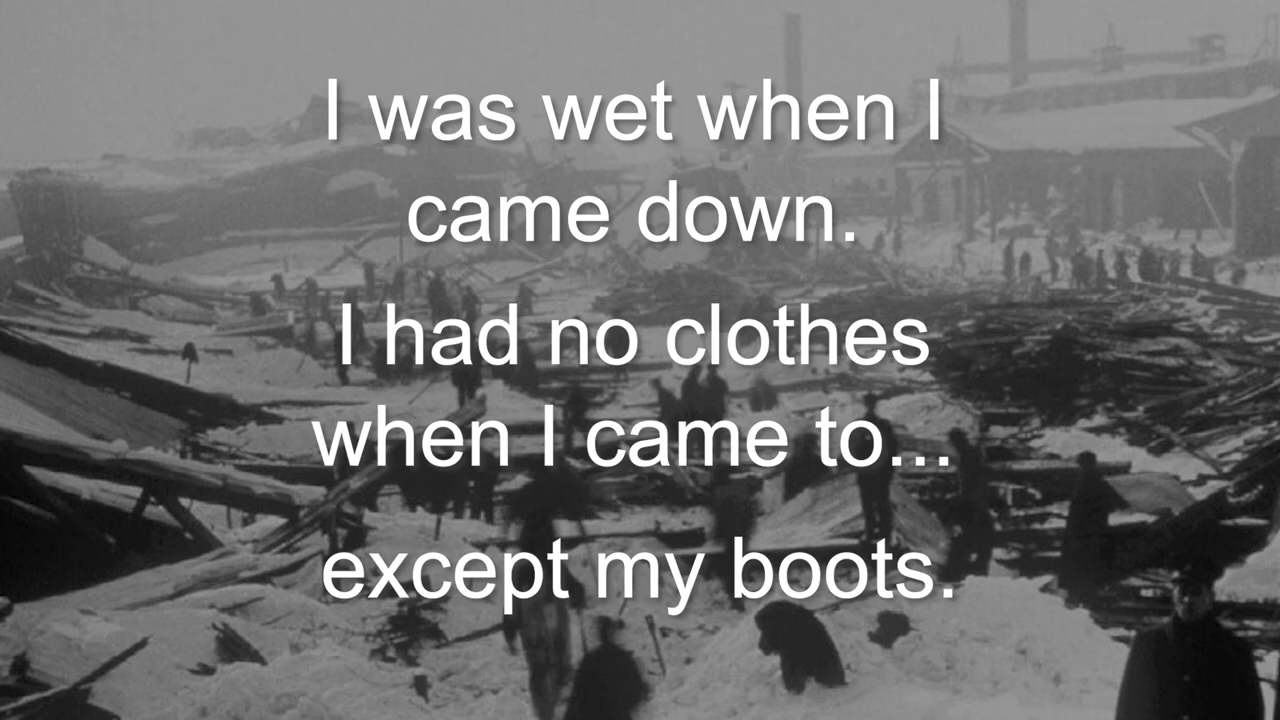 I was wet when I
came down.
I had no clothes
when I came to...
except my boots.